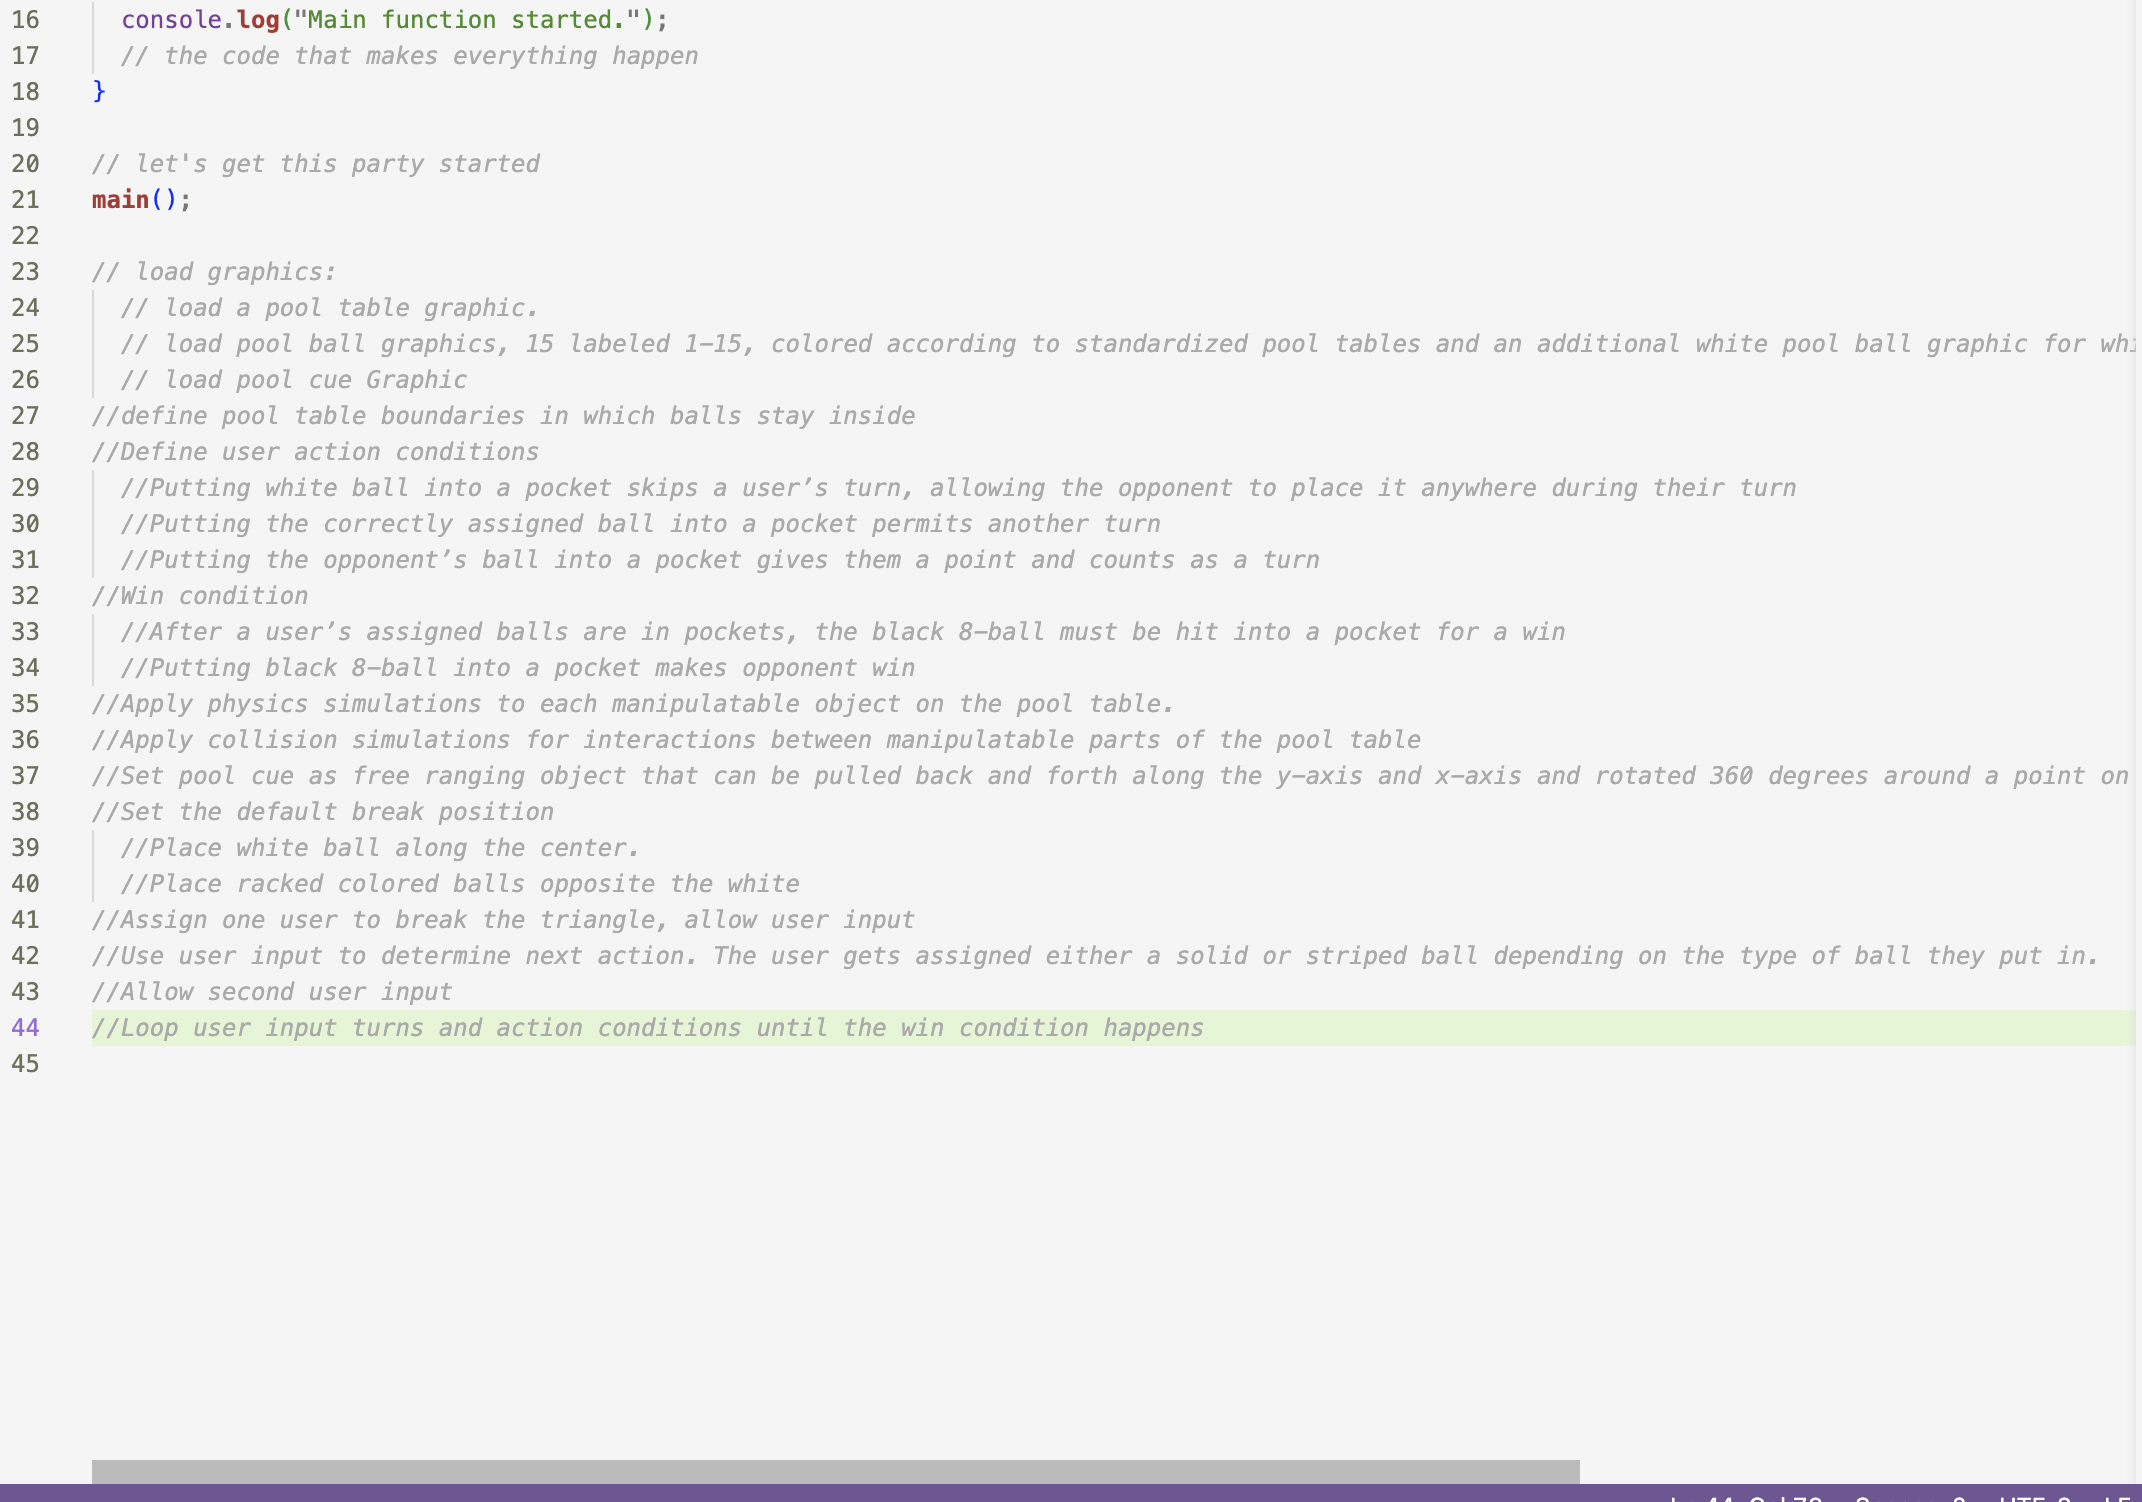 16 console.log("Main function started.");
17 // the code that makes everything happen
18 }
19
20 // let's get this party started
21 main();
22
23 // load graphics:
24 // load a pool table graphic.
25 // load pool ball graphics, 15 labeled 1-15, colored according to standardized pool tables and an additional white pool ball graphic for
26 // load pool cue Graphic
27 //define pool table boundaries in which balls stay inside
28 //Define user action conditions
29 //Putting white ball into a pocket skips a user’s turn, allowing the opponent to place it anywhere during their turn
30 //Putting the correctly assigned ball into a pocket permits another turn
31 //Putting the opponent’s ball into a pocket gives them a point and counts as a turn
32 //Win condition
33 //After a user’s assigned balls are in pockets, the black 8-ball must be hit into a pocket for a win
34 //Putting black 8-ball into a pocket makes opponent win
35 //Apply physics simulations to each manipulatable object on the pool table.
36 //Apply collision simulations for interactions between manipulatable parts of the pool table
37 //Set pool cue as free ranging object that can be pulled back and forth along the y-axis and x-axis and rotated 360 degrees around a point on
38 //Set the default break position
39 //Place white ball along the center.
40 //Place racked colored balls opposite the white
41 //Assign one user to break the triangle, allow user input
42 //Use user input to determine next action. The user gets assigned either a solid or striped ball depending on the type of ball they put in.
43 //Allow second user input
44 //Loop user input turns and action conditions until the win condition happens
45